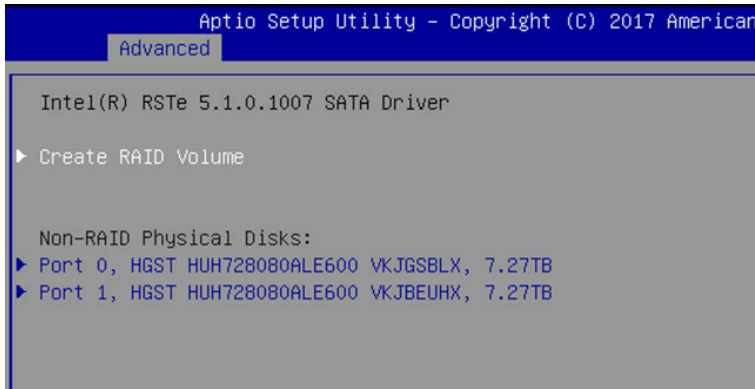 Aptio Setup Utility – Copyright (C) 2017 American
Advanced
Intel(R) RSTe 5.1.0.1007 SATA Driver
Create RAID Volume
Non-RAID Physical Disks:
Port 0, HGST HUH728080ALE600 VKJGSBLX, 7.27TB
Port 1, HGST HUH728080ALE600 VKJBEUHX, 7.27TB